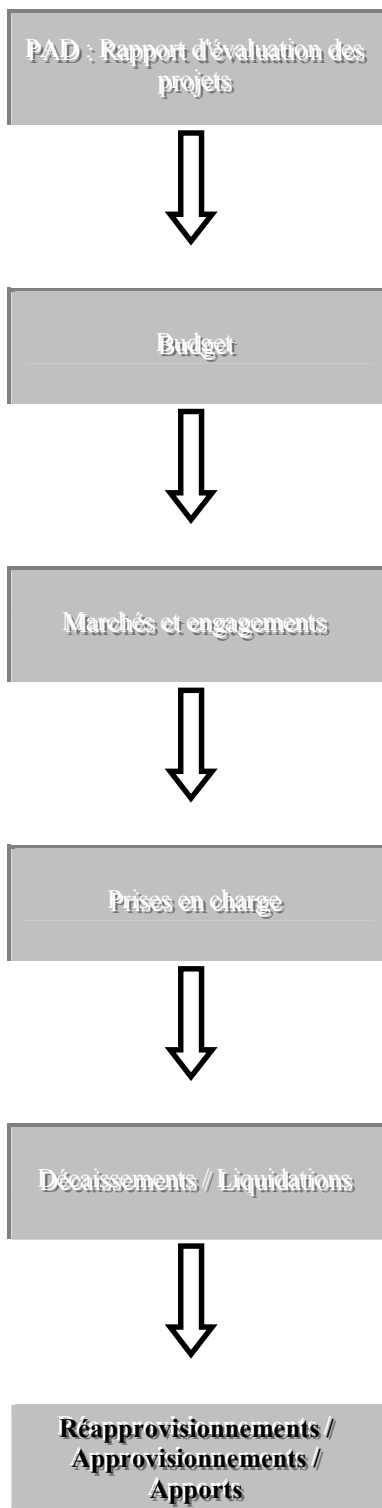 PAD : Rapport d'évaluation des
projets
Budget
Marchés et engagements
Prises en charge
Décaissements / Liquidations
Réapprovisionnements /
Approvisionnements /
Apports